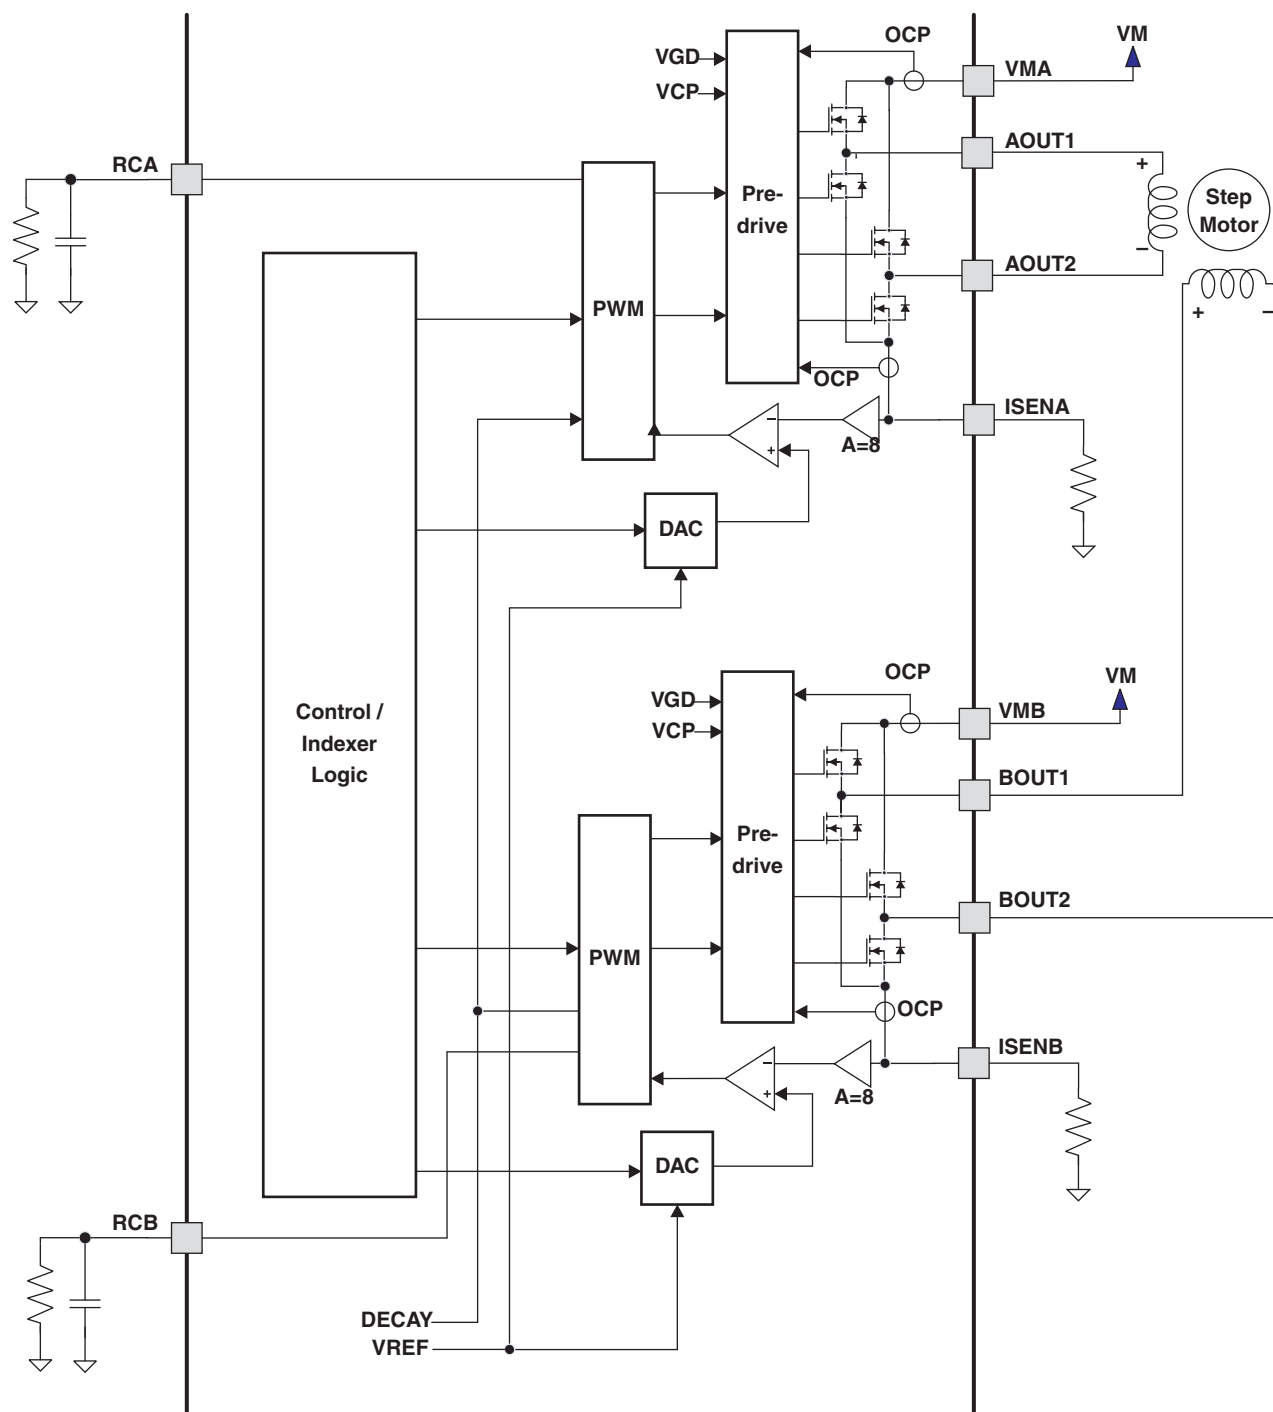 OCP
VM
VGD
VMA
VCP
AOUT1
RCA
+
Step
Motor
Pre-
drive
−
AOUT2
PWM
+
−
OCP
ISENA
−
A=8
+
DAC
OCP
VM
VGD
VMB
VCP
Control /
Indexer
Logic
BOUT1
Pre-
drive
BOUT2
PWM
OCP
ISENB
−
+
A=8
DAC
RCB
DECAY
VREF